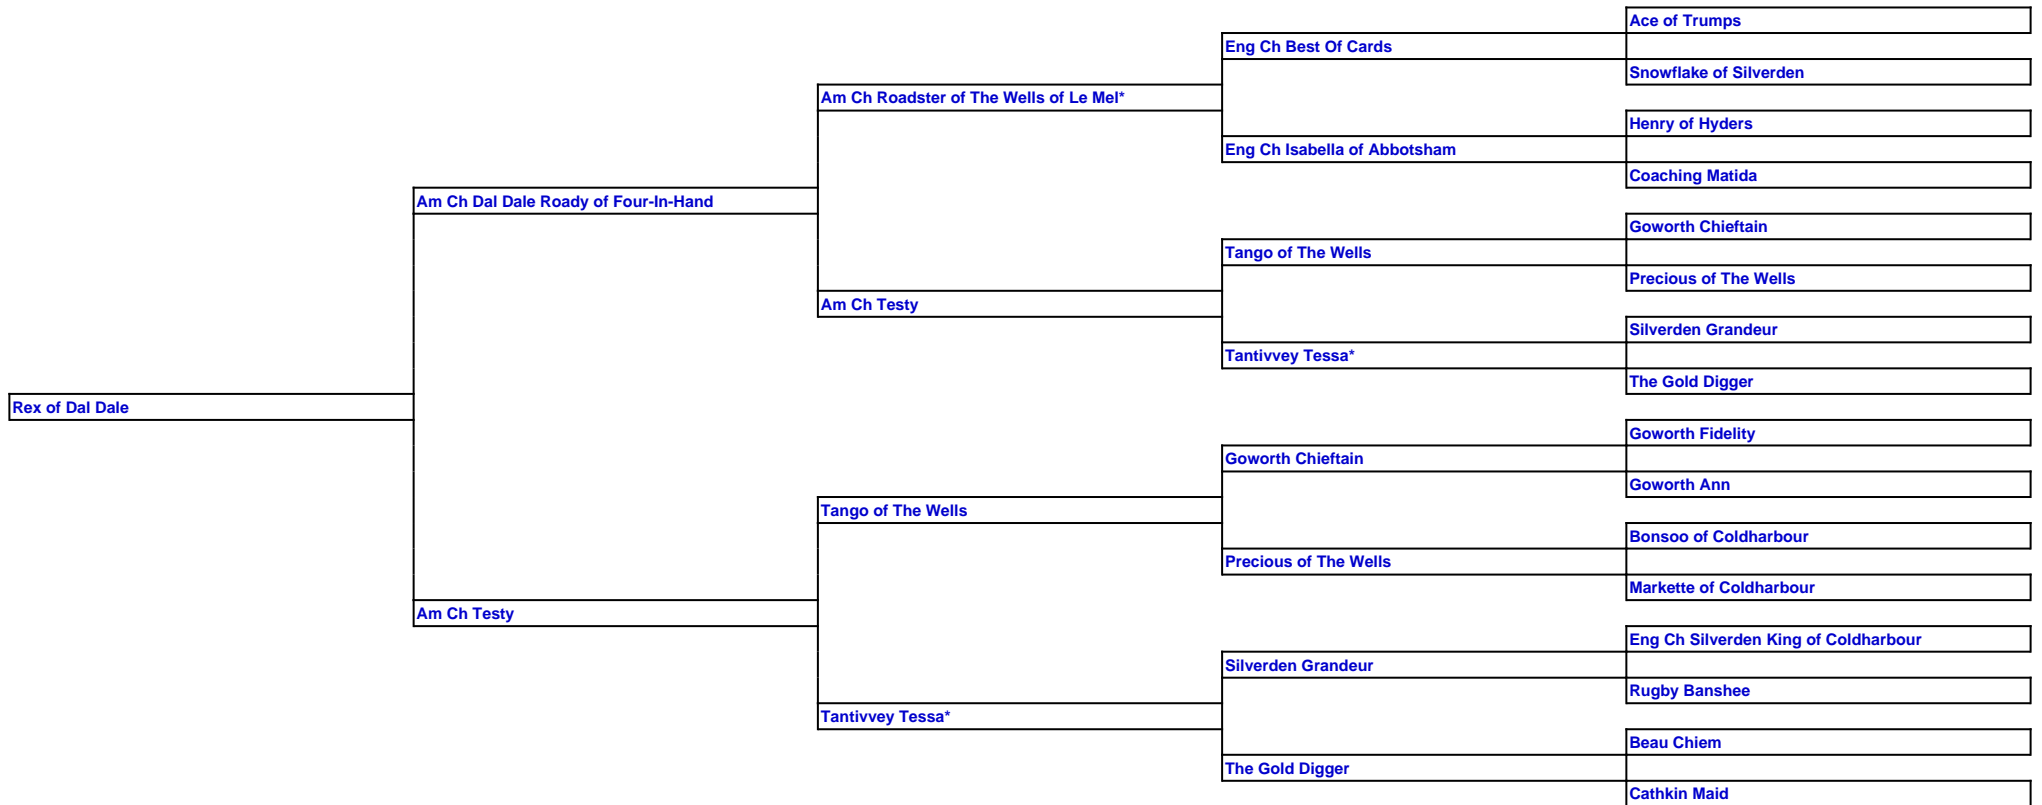 Ace of Trumps
Eng Ch Best Of Cards
Snowflake of Silverden
Am Ch Roadster of The Wells of Le Mel*
Henry of Hyders
Eng Ch Isabella of Abbotsham
Coaching Matida
Am Ch Dal Dale Roady of Four-In-Hand
Goworth Chieftain
Tango of The Wells
Precious of The Wells
Am Ch Testy
Silverden Grandeur
Tantivvey Tessa*
The Gold Digger
Rex of Dal Dale
Goworth Fidelity
Goworth Chieftain
Goworth Ann
Tango of The Wells
Bonsoo of Coldharbour
Precious of The Wells
Markette of Coldharbour
Am Ch Testy
Eng Ch Silverden King of Coldharbour
Silverden Grandeur
Rugby Banshee
Tantivvey Tessa*
Beau Chiem
The Gold Digger
Cathkin Maid